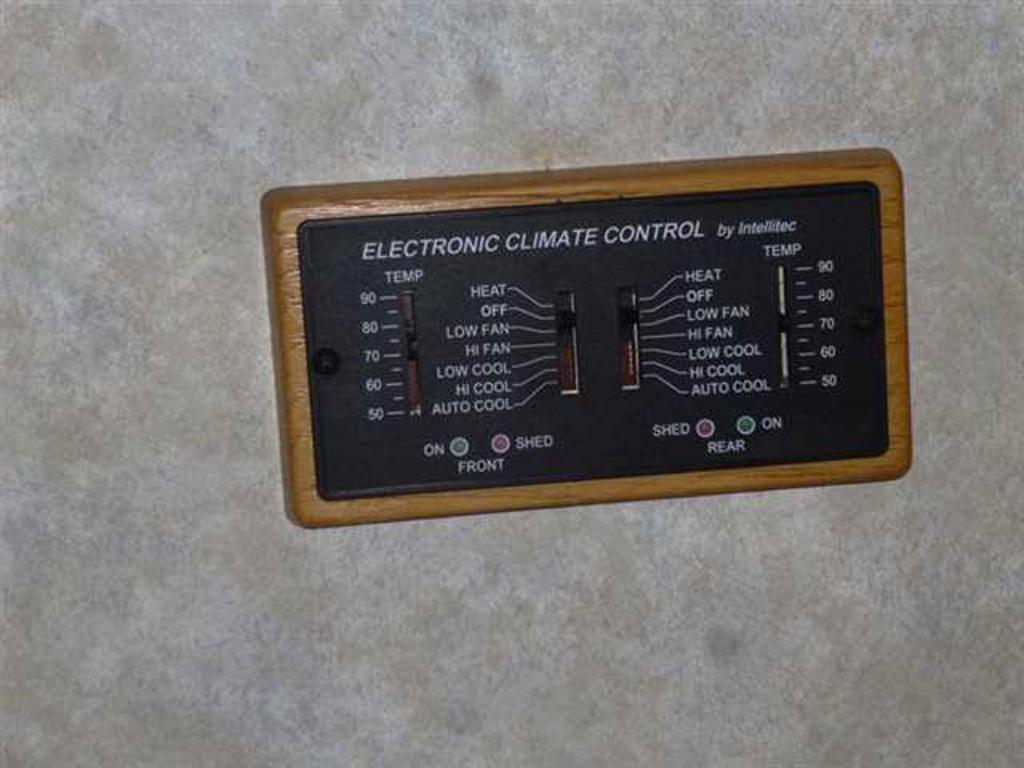 ELECTRONIC CLIMATE CONTROL by Intellitec
TEMP
90
80
70
60
50
HEAT
OFF
LOW FAN
HI FAN
LOW COOL
HI COOL
AUTO COOL
HEAT
OFF
LOW FAN
HI FAN
LOW COOL
HI COOL
AUTO COOL
TEMP
90
80
70
60
50
ON SHED
FRONT
SHED ON
REAR